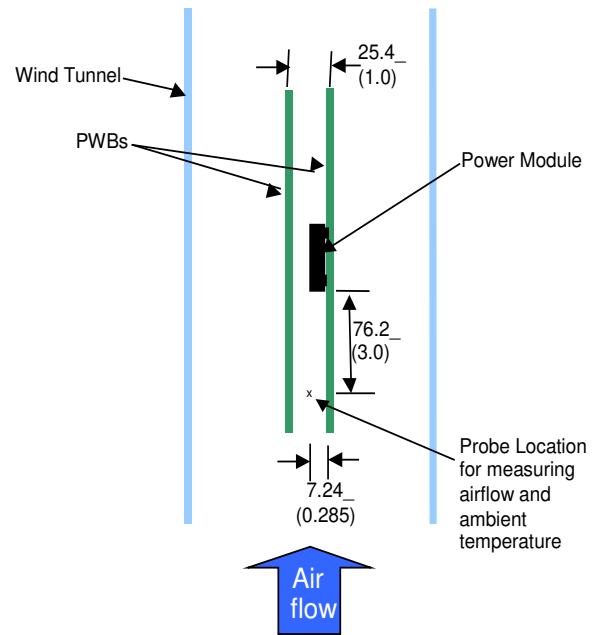 25.4_
(1.0)
Wind Tunnel
PWBs
Power Module
76.2_
(3.0)
x
Probe Location
for measuring
airflow and
ambient
temperature
7.24_
(0.285)
Air
flow